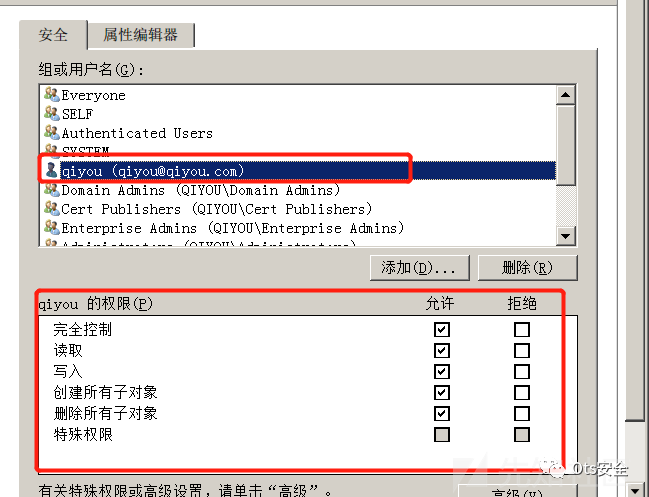 安全 属性编辑器
组或用户名(G):
Everyone
SELF
Authenticated Users
SYSTEM
qiyou (qiyou@qiyou.com)
Domain Admins (QIYOU\Domain Admins)
Cert Publishers (QIYOU\Cert Publishers)
Enterprise Admins (QIYOU\Enterprise Admins)
Administrators (QIYOU\Administrators)
添加(D)... 删除(R)
qiyou 的权限(P) 允许 拒绝
完全控制
读取
写入
创建所有子对象
删除所有子对象
特殊权限
有关特殊权限或高级设置，请单击“高级”。
高级(V)
Ots安全